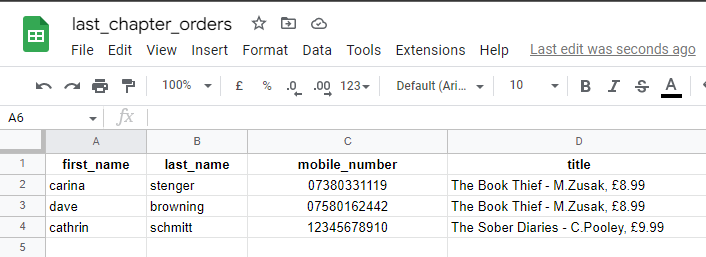 last_chapter_orders
File Edit View Insert Format Data Tools Extensions Help Last edit was seconds ago
100% £ % .0 .00 123 Default (Ari... 10 B I S A
A6 fx
A B C D
1 first_name last_name mobile_number title
2 carina stenger 07380331119 The Book Thief - M.Zusak, £8.99
3 dave browning 07580162442 The Book Thief - M.Zusak, £8.99
4 cathrin schmitt 12345678910 The Sober Diaries - C.Pooley, £9.99
5